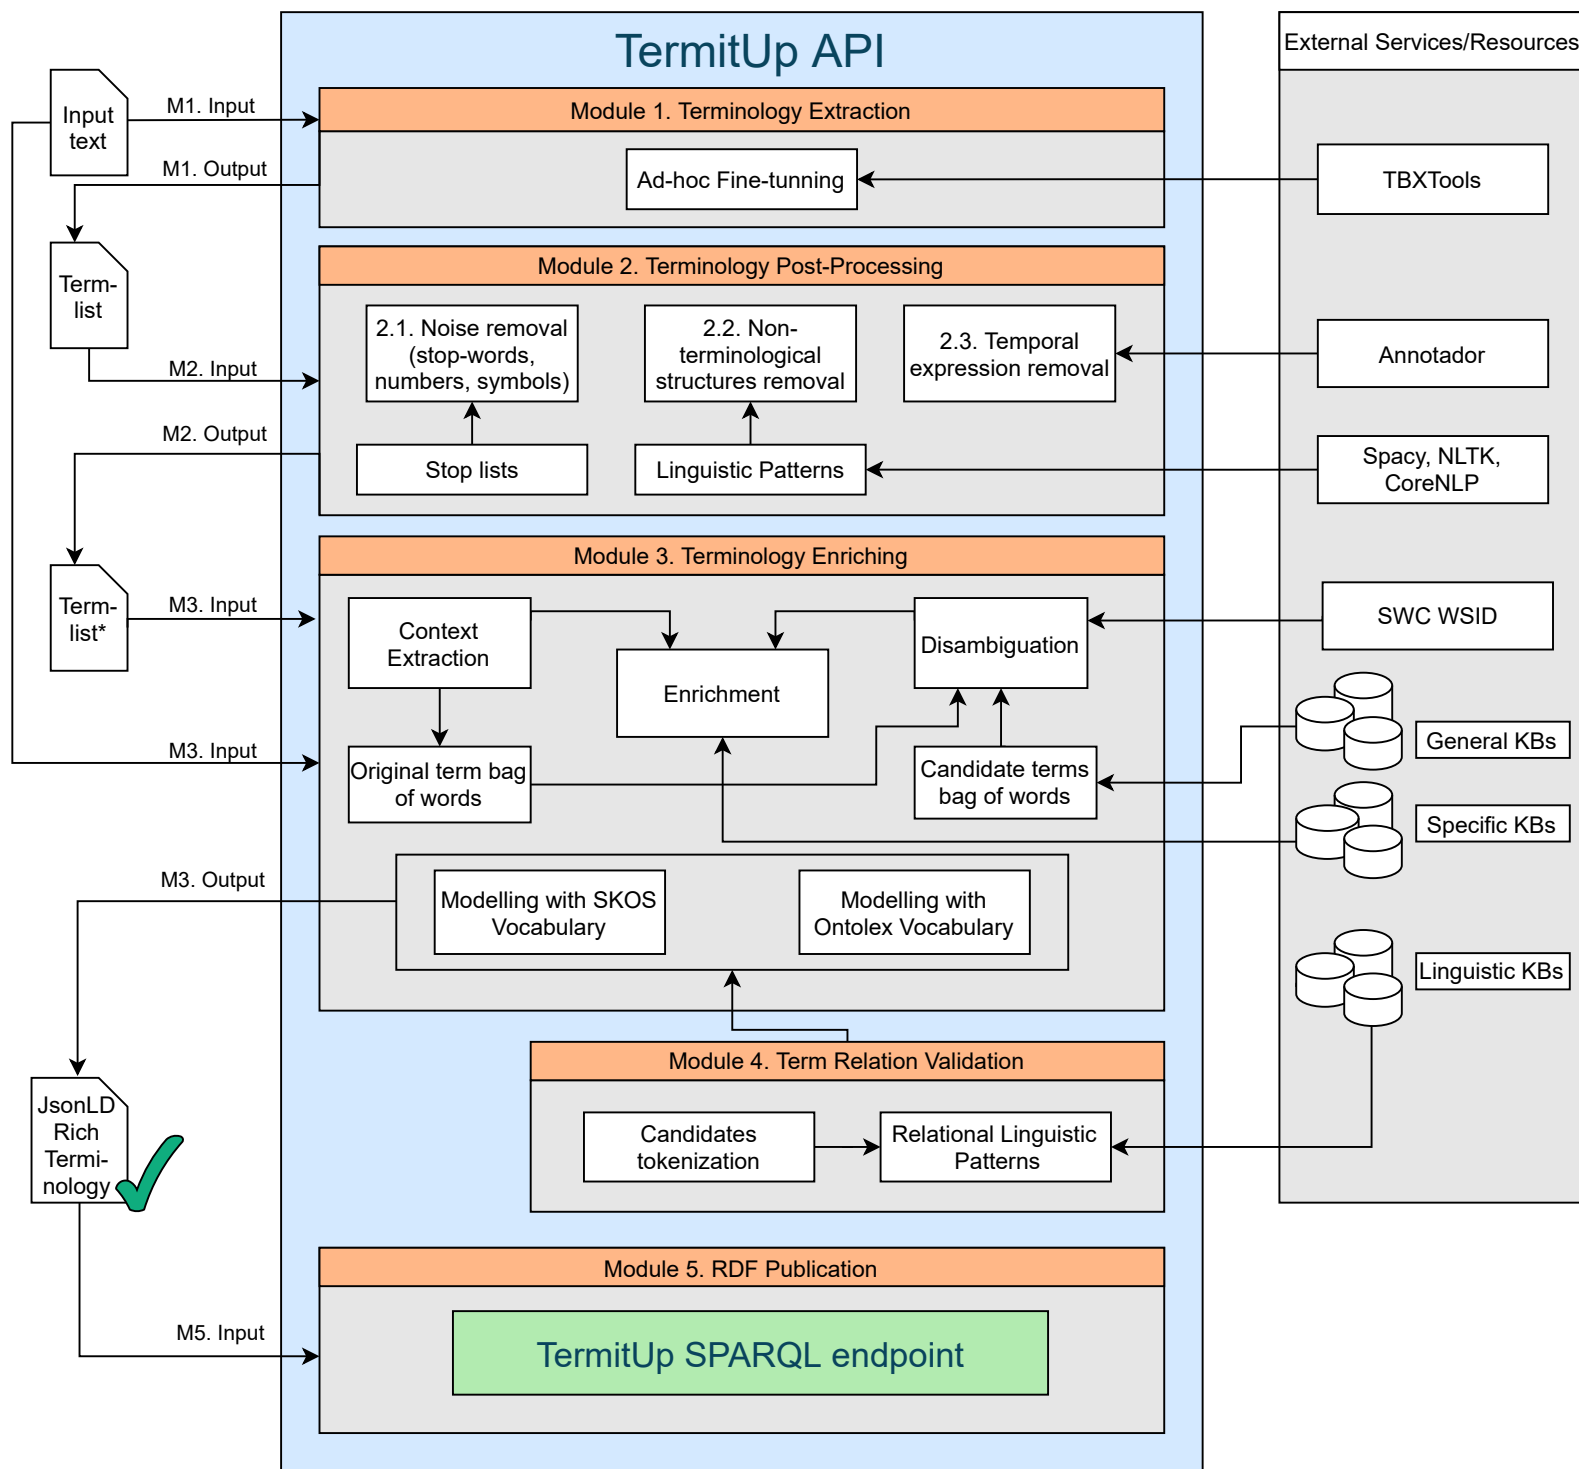 TermitUp API
External Services/Resources
Input
text
M1. Input
M1. Output
Module 1. Terminology Extraction
Ad-hoc Fine-tunning
TBXTools
Term-
list
M2. Input
M2. Output
Module 2. Terminology Post-Processing
2.1. Noise removal
(stop-words,
numbers, symbols)
2.2. Non-
terminological
structures removal
2.3. Temporal
expression removal
Annotador
Stop lists
Linguistic Patterns
Spacy, NLTK,
CoreNLP
Term-
list*
M3. Input
M3. Input
Module 3. Terminology Enriching
Context
Extraction
Enrichment
Disambiguation
SWC WSID
Original term bag
of words
Candidate terms
bag of words
General KBs
Specific KBs
M3. Output
Modelling with SKOS
Vocabulary
Modelling with
Ontolex Vocabulary
Linguistic KBs
Module 4. Term Relation Validation
Candidates
tokenization
Relational Linguistic
Patterns
JsonLD
Rich
Termi-
nology
M5. Input
Module 5. RDF Publication
TermitUp SPARQL endpoint